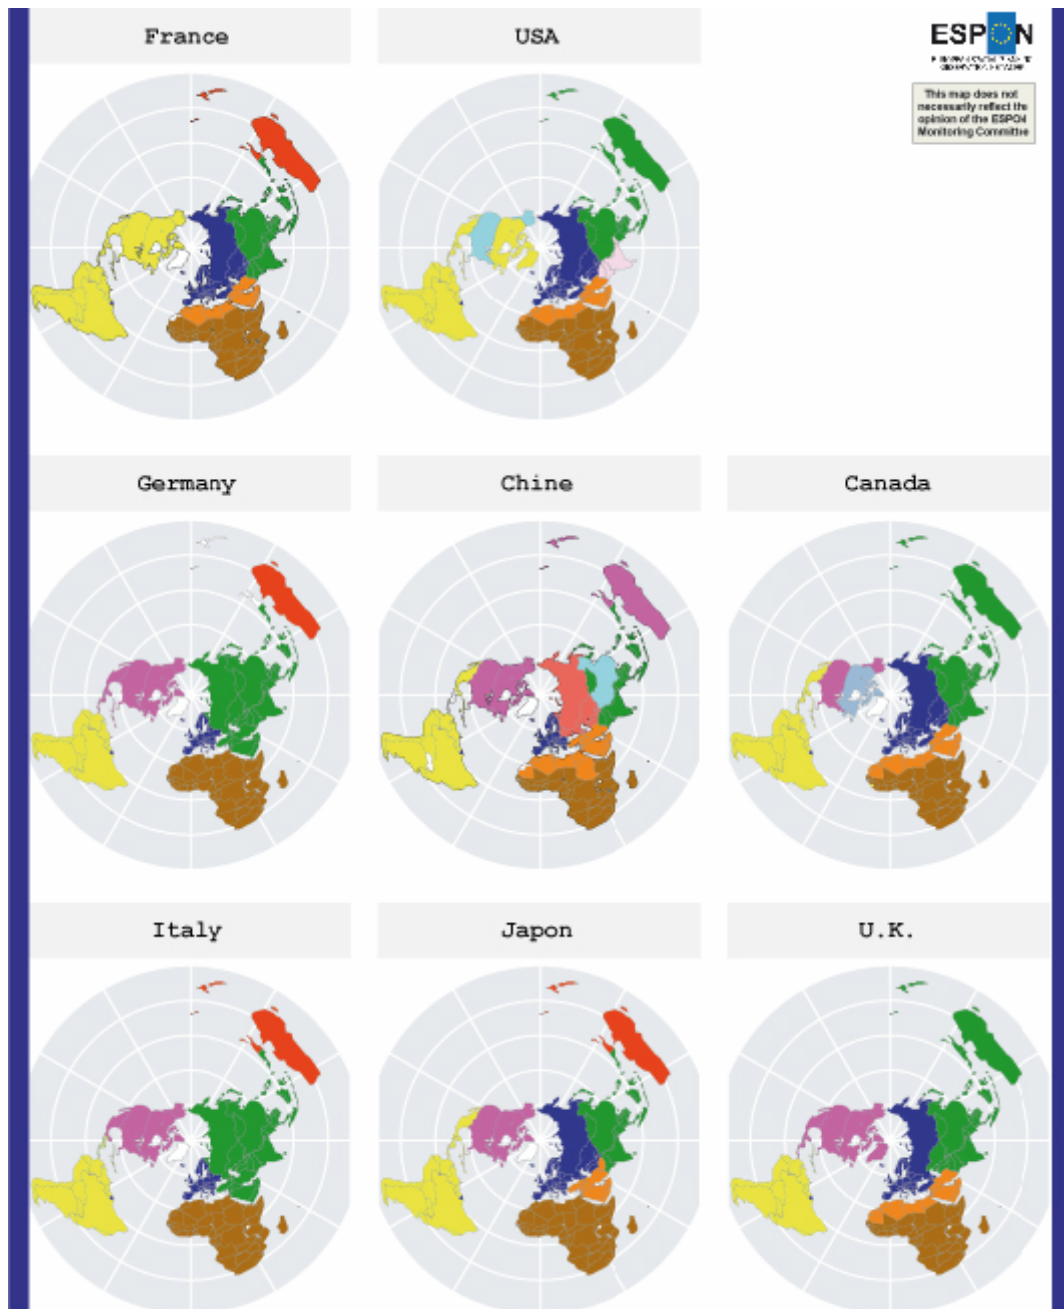 France
USA
ESPON
This map does not
necessarily reflect the
opinion of the ESPON
Monitoring Committee
Germany
Chine
Canada
Italy
Japon
U.K.